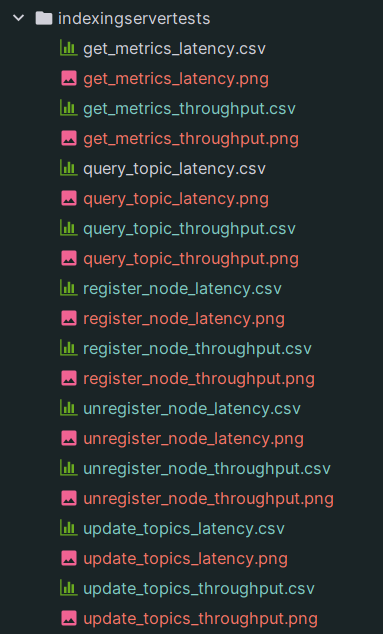 indexingservertests
get_metrics_latency.csv
get_metrics_latency.png
get_metrics_throughput.csv
get_metrics_throughput.png
query_topic_latency.csv
query_topic_latency.png
query_topic_throughput.csv
query_topic_throughput.png
register_node_latency.csv
register_node_latency.png
register_node_throughput.csv
register_node_throughput.png
unregister_node_latency.csv
unregister_node_latency.png
unregister_node_throughput.csv
unregister_node_throughput.png
update_topics_latency.csv
update_topics_latency.png
update_topics_throughput.csv
update_topics_throughput.png